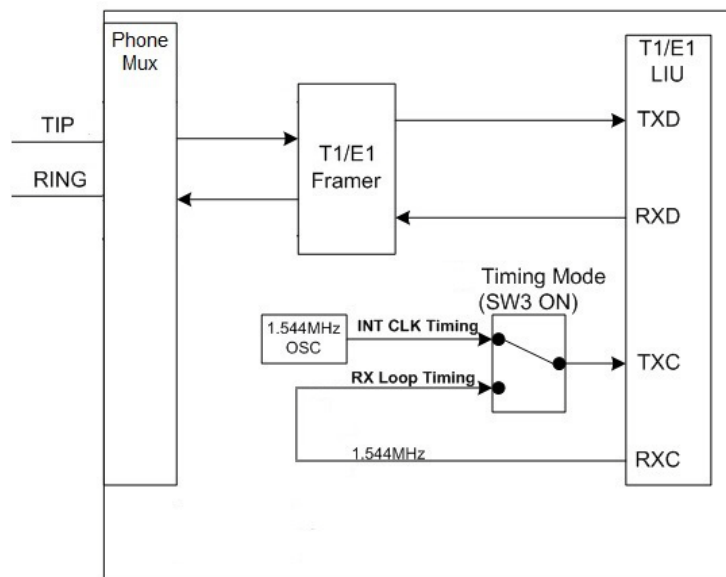 Phone
Mux
T1/E1
LIU
TIP
RING
T1/E1
Framer
TXD
RXD
Timing Mode
(SW3 ON)
1.544MHz
OSC
INT CLK Timing
RX Loop Timing
TXC
1.544MHz
RXC